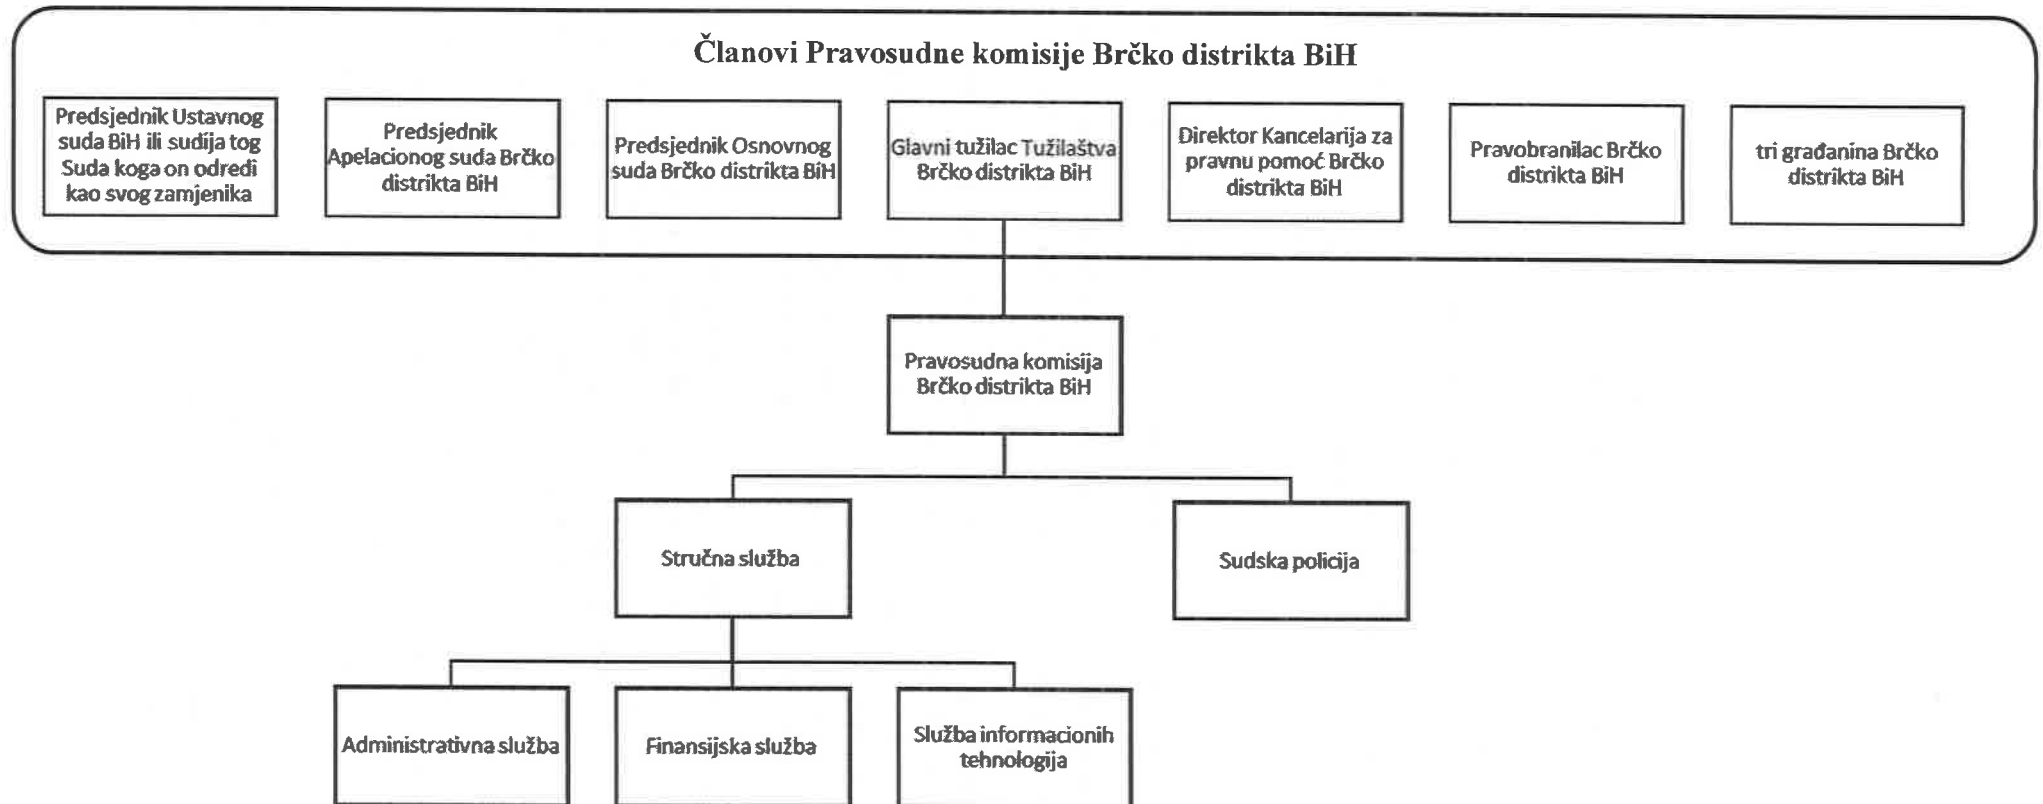 Članovi Pravosudne komisije Brčko distrikta BiH
Predsjednik Ustavnog
suda BiH ili sudija tog
Suda koga on odredi
kao svog zamjenika
Predsjednik
Apelacionog suda Brčko
distrikta BiH
Predsjednik Osnovnog
suda Brčko distrikta BiH
Glavni tužilac Tužilaštva
Brčko distrikta BiH
Direktor Kancelarija za
pravnu pomoć Brčko
distrikta BiH
Pravobranilac Brčko
distrikta BiH
tri građanina Brčko
distrikta BiH
Pravosudna komisija
Brčko distrikta BiH
Stručna služba
Sudska policija
Administrativna služba
Finansijska služba
Služba informacionih
tehnologija